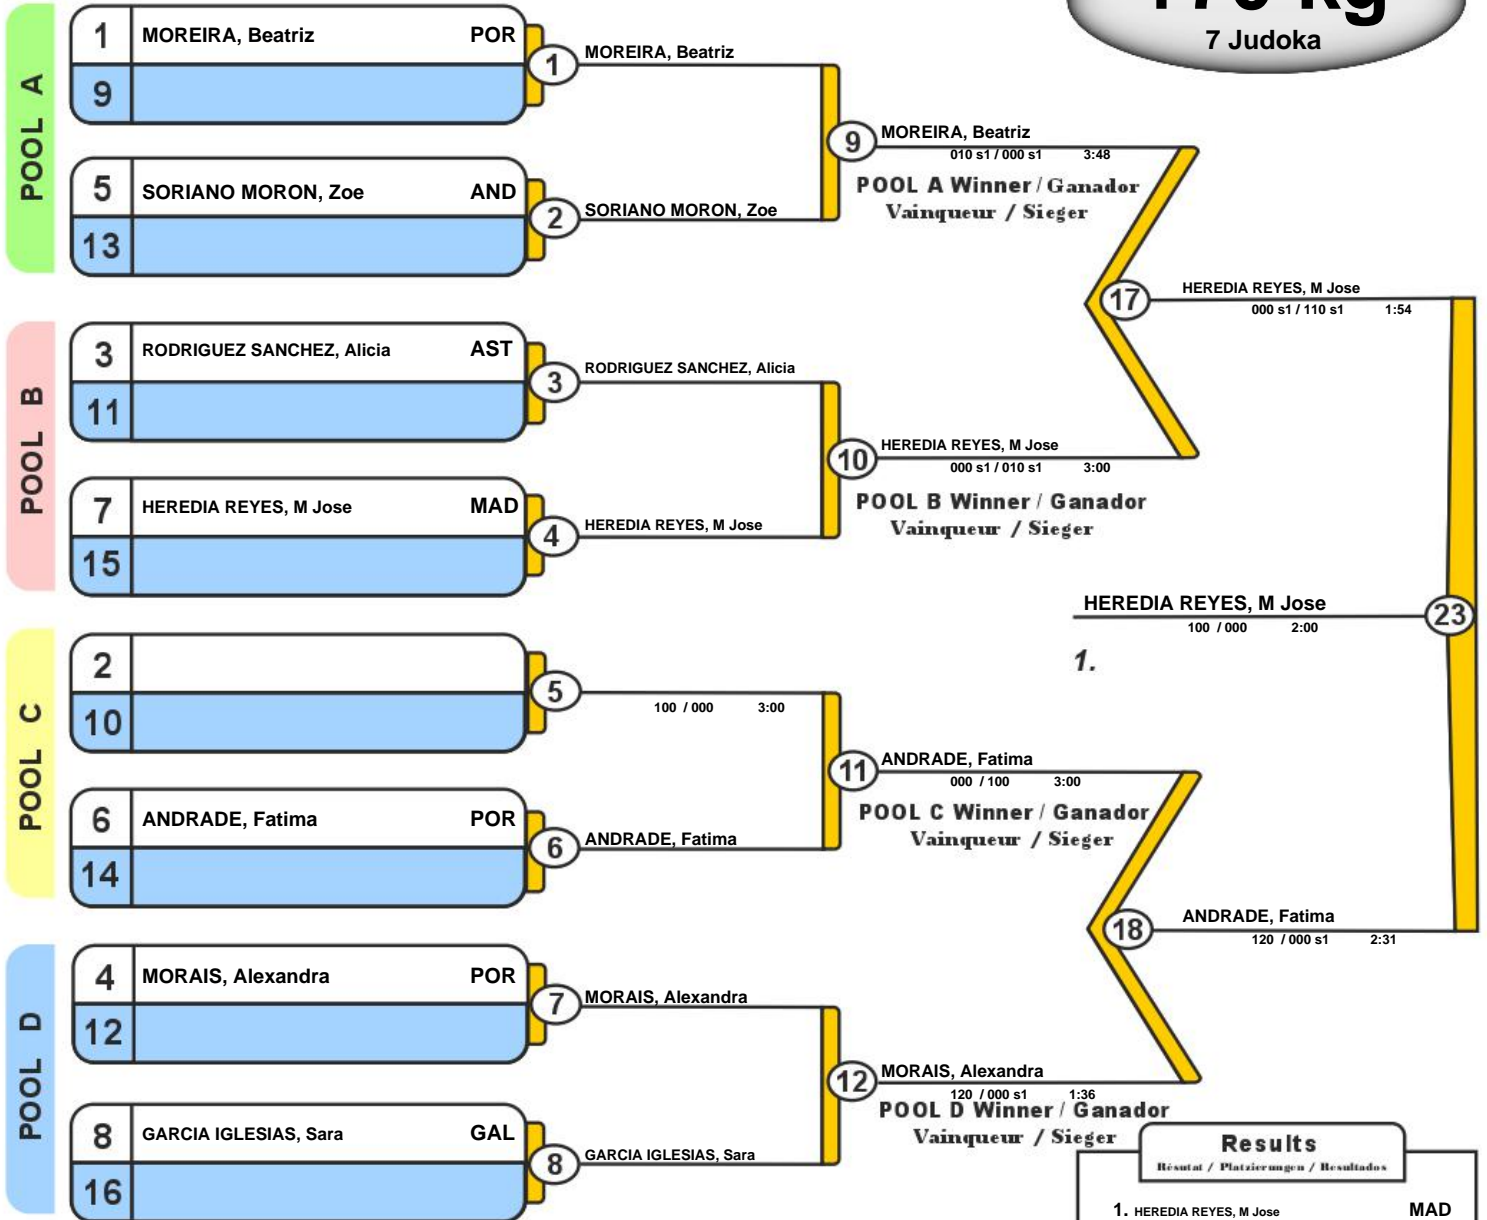 7 Judoka
POOL A
1 MOREIRA, Beatriz POR
9
1
MOREIRA, Beatriz
5 SORIANO MORON, Zoe AND
13
2
SORIANO MORON, Zoe
9
MOREIRA, Beatriz
010 s1 / 000 s1 3:48
POOL A Winner / Ganador
Vainqueur / Sieger
POOL B
3 RODRIGUEZ SANCHEZ, Alicia AST
11
3
RODRIGUEZ SANCHEZ, Alicia
7 HEREDIA REYES, M Jose MAD
15
4
HEREDIA REYES, M Jose
10
HEREDIA REYES, M Jose
000 s1 / 010 s1 3:00
POOL B Winner / Ganador
Vainqueur / Sieger
17
HEREDIA REYES, M Jose
000 s1 / 110 s1 1:54
HEREDIA REYES, M Jose
100 / 000 2:00
23
1.
POOL C
2
10
5
100 / 000 3:00
6 ANDRADE, Fatima POR
14
6
ANDRADE, Fatima
11
ANDRADE, Fatima
000 / 100 3:00
POOL C Winner / Ganador
Vainqueur / Sieger
18
ANDRADE, Fatima
120 / 000 s1 2:31
POOL D
4 MORAIS, Alexandra POR
12
7
MORAIS, Alexandra
8 GARCIA IGLESIAS, Sara GAL
16
8
GARCIA IGLESIAS, Sara
12
MORAIS, Alexandra
120 / 000 s1 1:36
POOL D Winner / Ganador
Vainqueur / Sieger
Results
Résutat / Platzierungen / Resultados
1. HEREDIA REYES, M Jose MAD